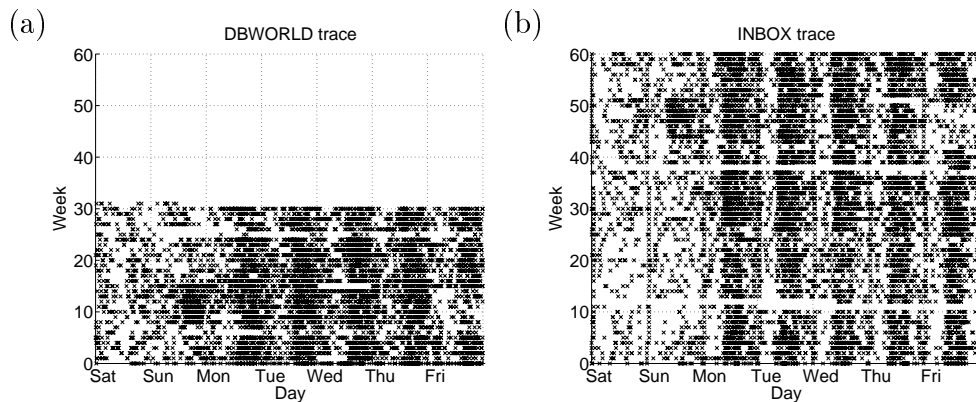 (a)
DBWORLD trace
60
50
40
30
20
10
0
Week
Sat Sun Mon Tue Wed Thu Fri
Day
(b)
INBOX trace
60
50
40
30
20
10
0
Week
Sat Sun Mon Tue Wed Thu Fri
Day